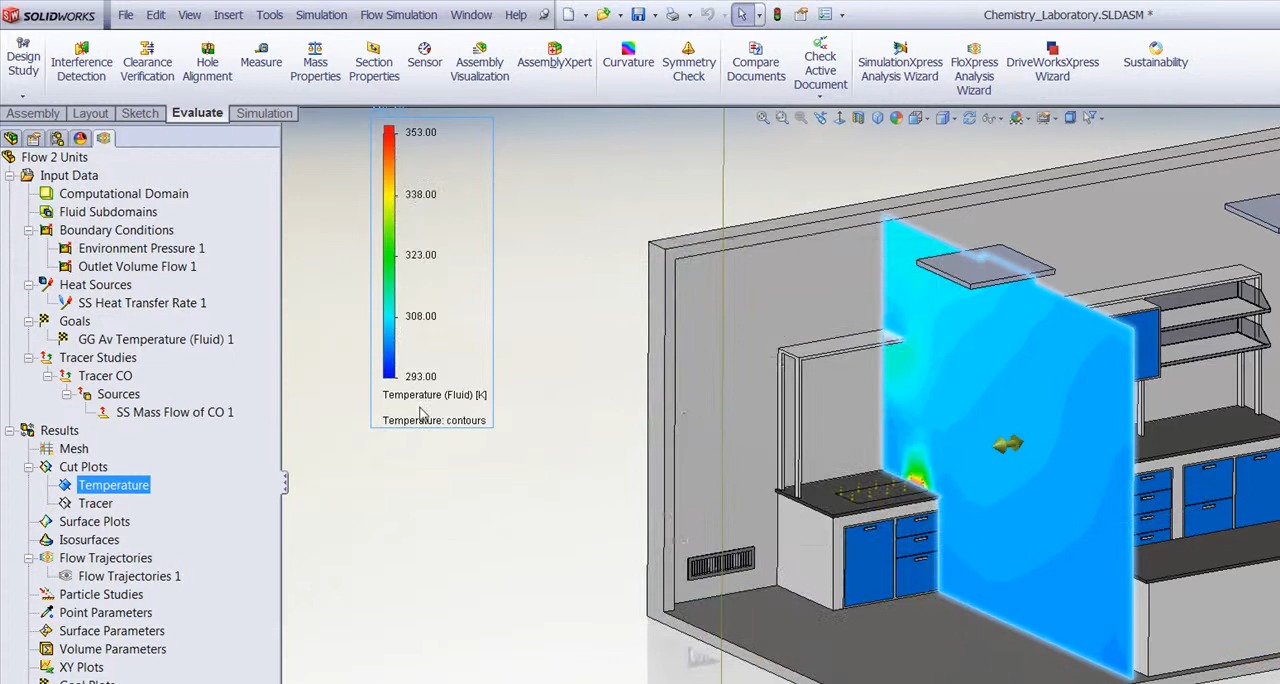 SOLIDWORKS File Edit View Insert Tools Simulation Flow Simulation Window Help Chemistry_Laboratory.SLDASM *
Design Study
Interference Detection
Clearance Verification
Hole Alignment
Measure
Mass Properties
Section Properties
Sensor
Assembly Visualization
AssemblyXpert
Curvature
Symmetry Check
Compare Documents
Check Active Document
SimulationXpress Analysis Wizard
FloXpress Analysis Wizard
DriveWorksXpress Wizard
Sustainability
Assembly Layout Sketch Evaluate Simulation
Flow 2 Units
Input Data
Computational Domain
Fluid Subdomains
Boundary Conditions
Environment Pressure 1
Outlet Volume Flow 1
Heat Sources
SS Heat Transfer Rate 1
Goals
GG Av Temperature (Fluid) 1
Tracer Studies
Tracer CO
Sources
SS Mass Flow of CO 1
Results
Mesh
Cut Plots
Temperature
Tracer
Surface Plots
Isosurfaces
Flow Trajectories
Flow Trajectories 1
Particle Studies
Point Parameters
Surface Parameters
Volume Parameters
XY Plots
353.00
338.00
323.00
308.00
293.00
Temperature (Fluid) [K]
Temperature: contours